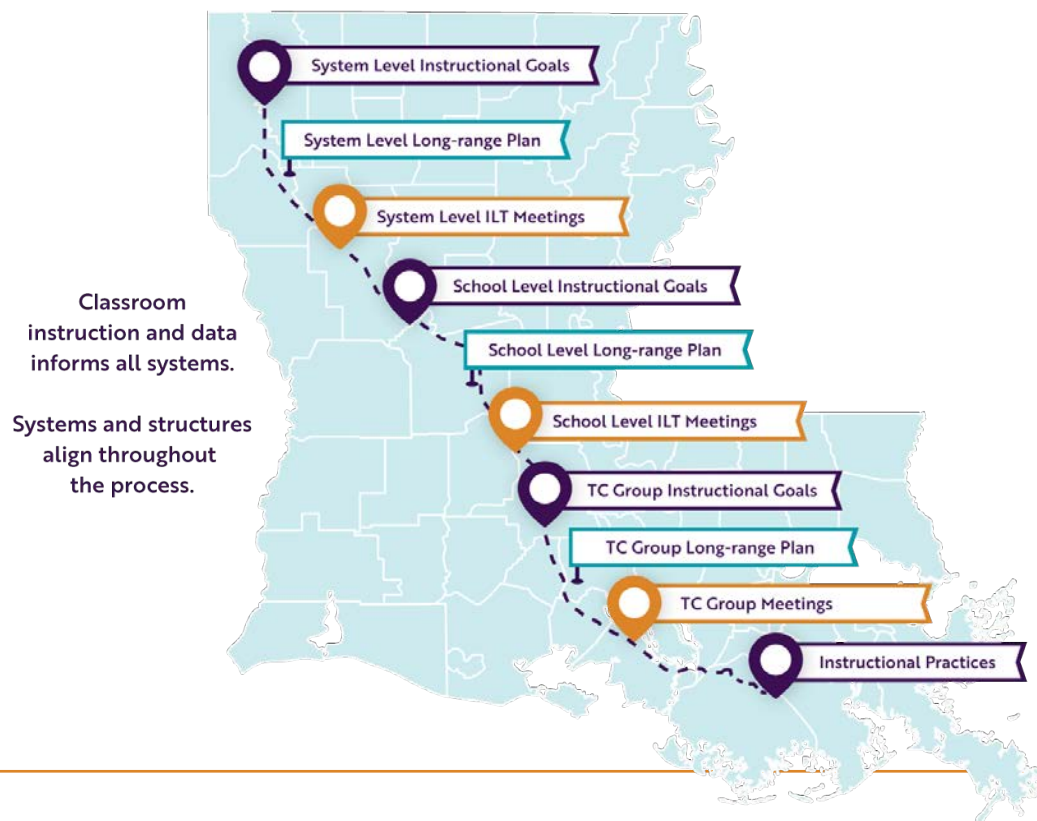 System Level Instructional Goals
System Level Long-range Plan
System Level ILT Meetings
School Level Instructional Goals
School Level Long-range Plan
School Level ILT Meetings
TC Group Instructional Goals
TC Group Long-range Plan
TC Group Meetings
Instructional Practices
Classroom
instruction and data
informs all systems.
Systems and structures
align throughout
the process.